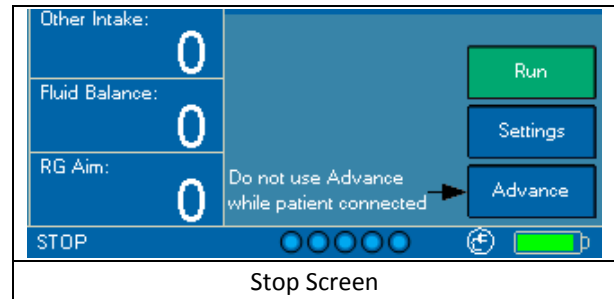 Other Intake:
0
Fluid Balance:
0
RG Aim:
0
Run
Settings
Do not use Advance
while patient connected
Advance
STOP
Stop Screen